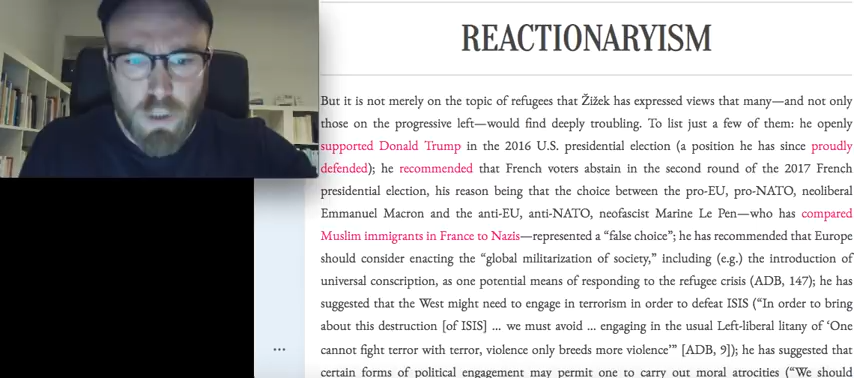 REACTIONARYISM
But it is not merely on the topic of refugees that Žižek has expressed views that many—and not only
those on the progressive left—would find deeply troubling. To list just a few of them: he openly
supported Donald Trump in the 2016 U.S. presidential election (a position he has since proudly
defended); he recommended that French voters abstain in the second round of the 2017 French
presidential election, his reason being that the choice between the pro-EU, pro-NATO, neoliberal
Emmanuel Macron and the anti-EU, anti-NATO, neofascist Marine Le Pen—who has compared
Muslim immigrants in France to Nazis—represented a “false choice”; he has recommended that Europe
should consider enacting the “global militarization of society,” including (e.g.) the introduction of
universal conscription, as one potential means of responding to the refugee crisis (ADB, 147); he has
suggested that the West might need to engage in terrorism in order to defeat ISIS (“In order to bring
about this destruction [of ISIS] ... we must avoid ... engaging in the usual Left-liberal litany of ‘One
cannot fight terror with terror, violence only breeds more violence’” [ADB, 9]); he has suggested that
certain forms of political engagement may permit one to carry out moral atrocities (“We should